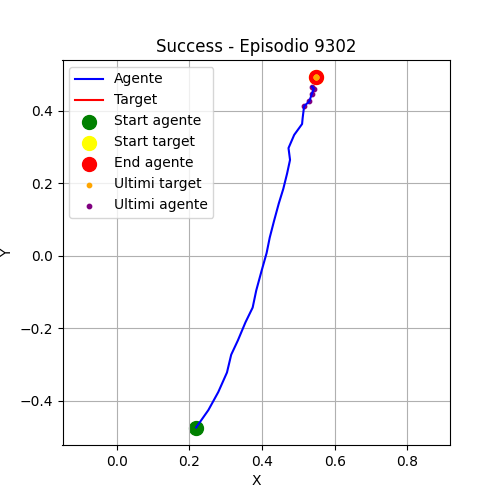 Success - Episodio 9302
Agente
Target
Start agente
Start target
End agente
Ultimi target
Ultimi agente
0.4
0.2
0.0
−0.2
−0.4
Y
0.0 0.2 0.4 0.6 0.8
X